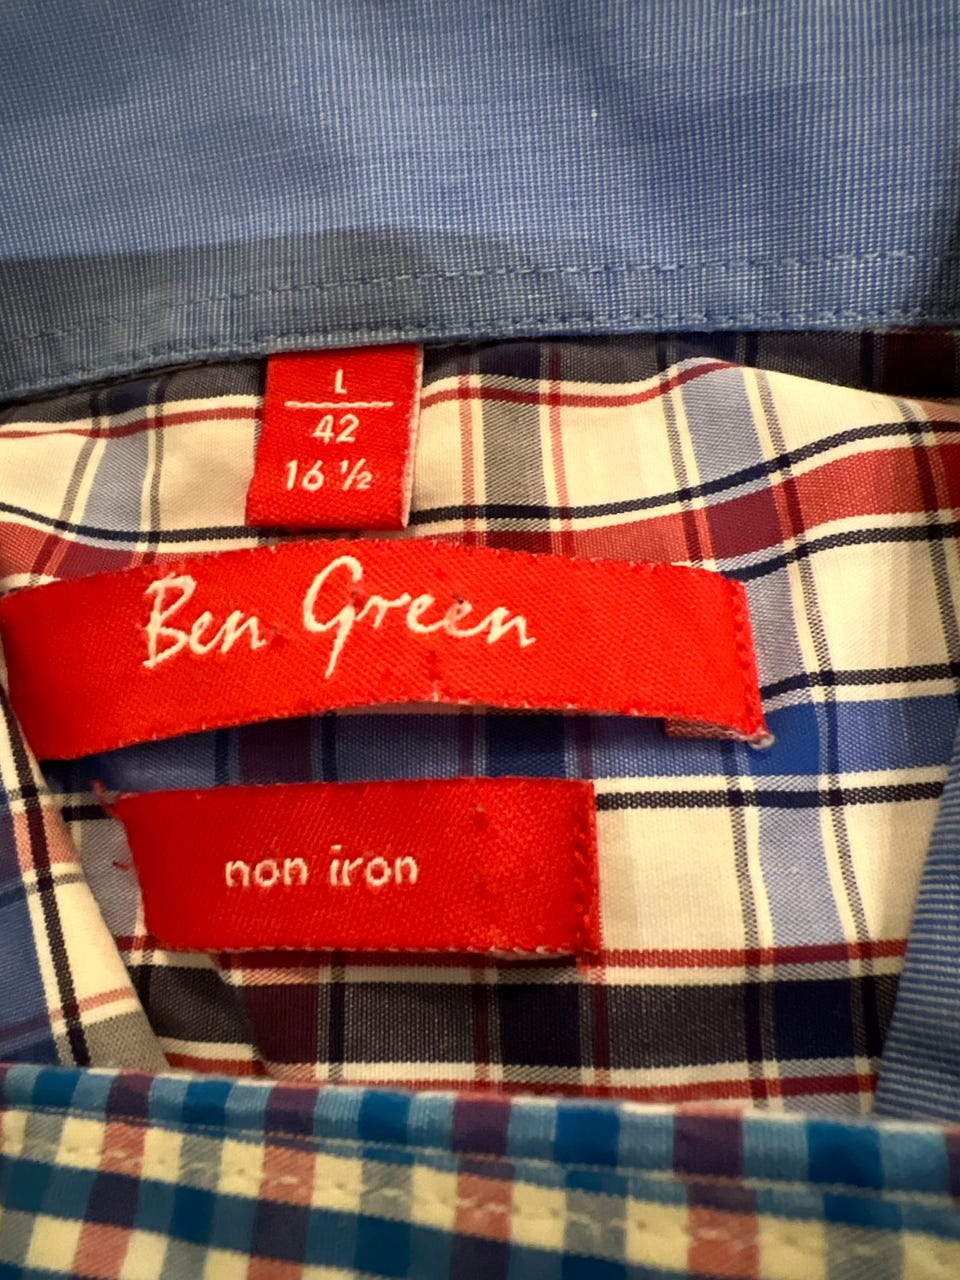 L
42
16 ½
Ben Green
non iron